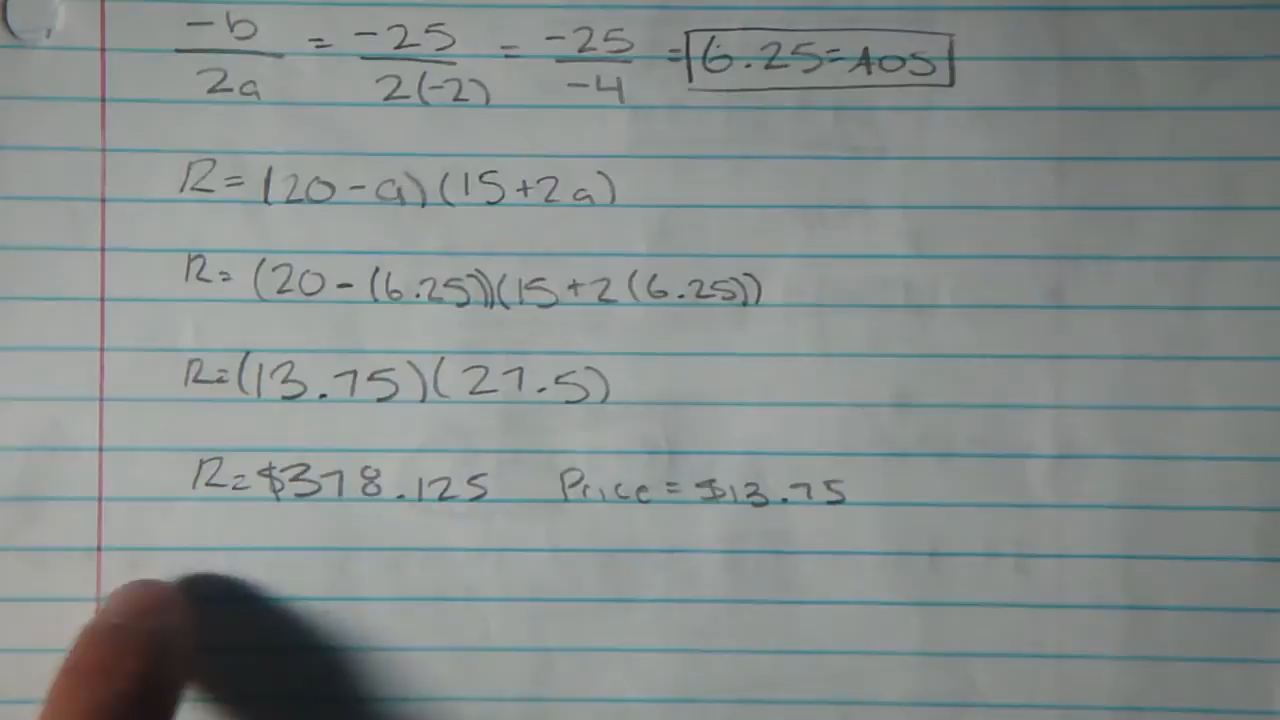 -b/2a = -25/2(-2) = -25/-4 = 6.25=AOS
R=(20-a)(15+2a)
R=(20-(6.25))(15+2(6.25))
R=(13.75)(27.5)
R=$378.125 Price=$13.75